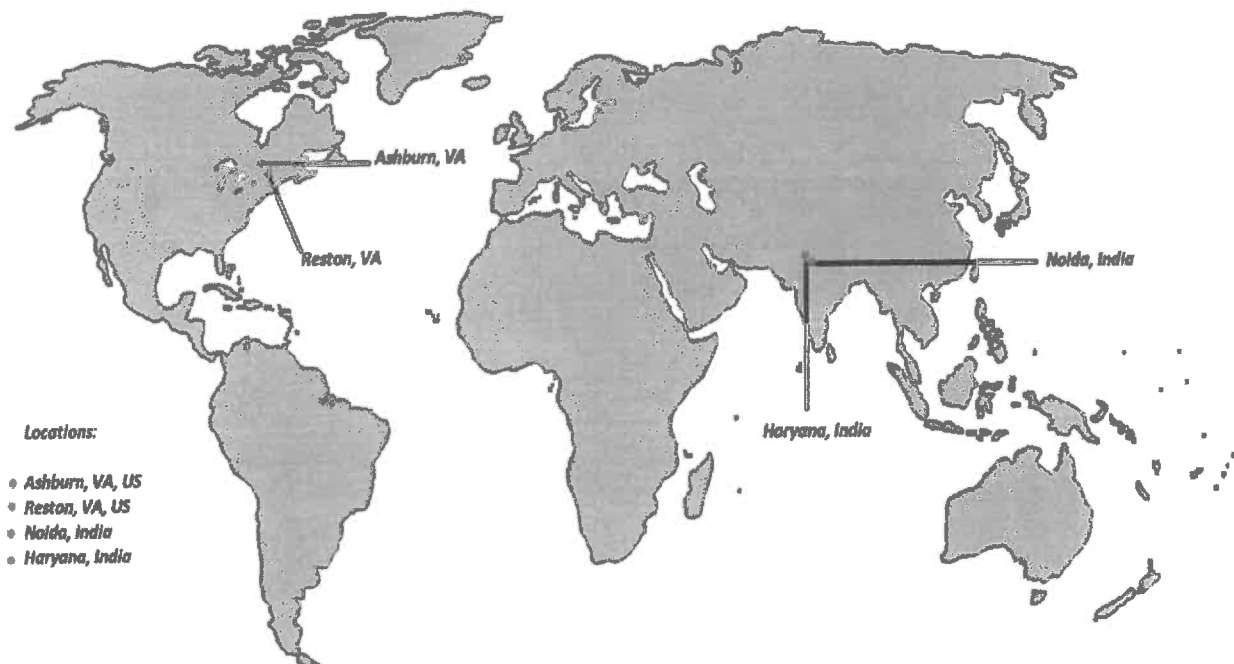 Ashburn, VA
Reston, VA
Noida, India
Haryana, India
Locations:
• Ashburn, VA, US
• Reston, VA, US
• Noida, India
• Haryana, India